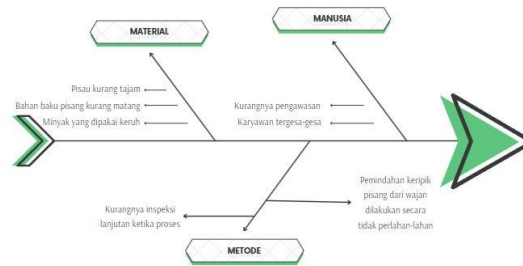 MATERIAL
MANUSIA
Pisau kurang tajam
Bahan baku pisang kurang matang
Minyak yang dipakai keruh
Kurangnya pengawasan
Karyawan tergesa-gesa
Kurangnya inspeksi
lanjutan ketika proses
Pemindahan keripik
pisang dari wajan
dilakukan secara
tidak perlahan-lahan
METODE